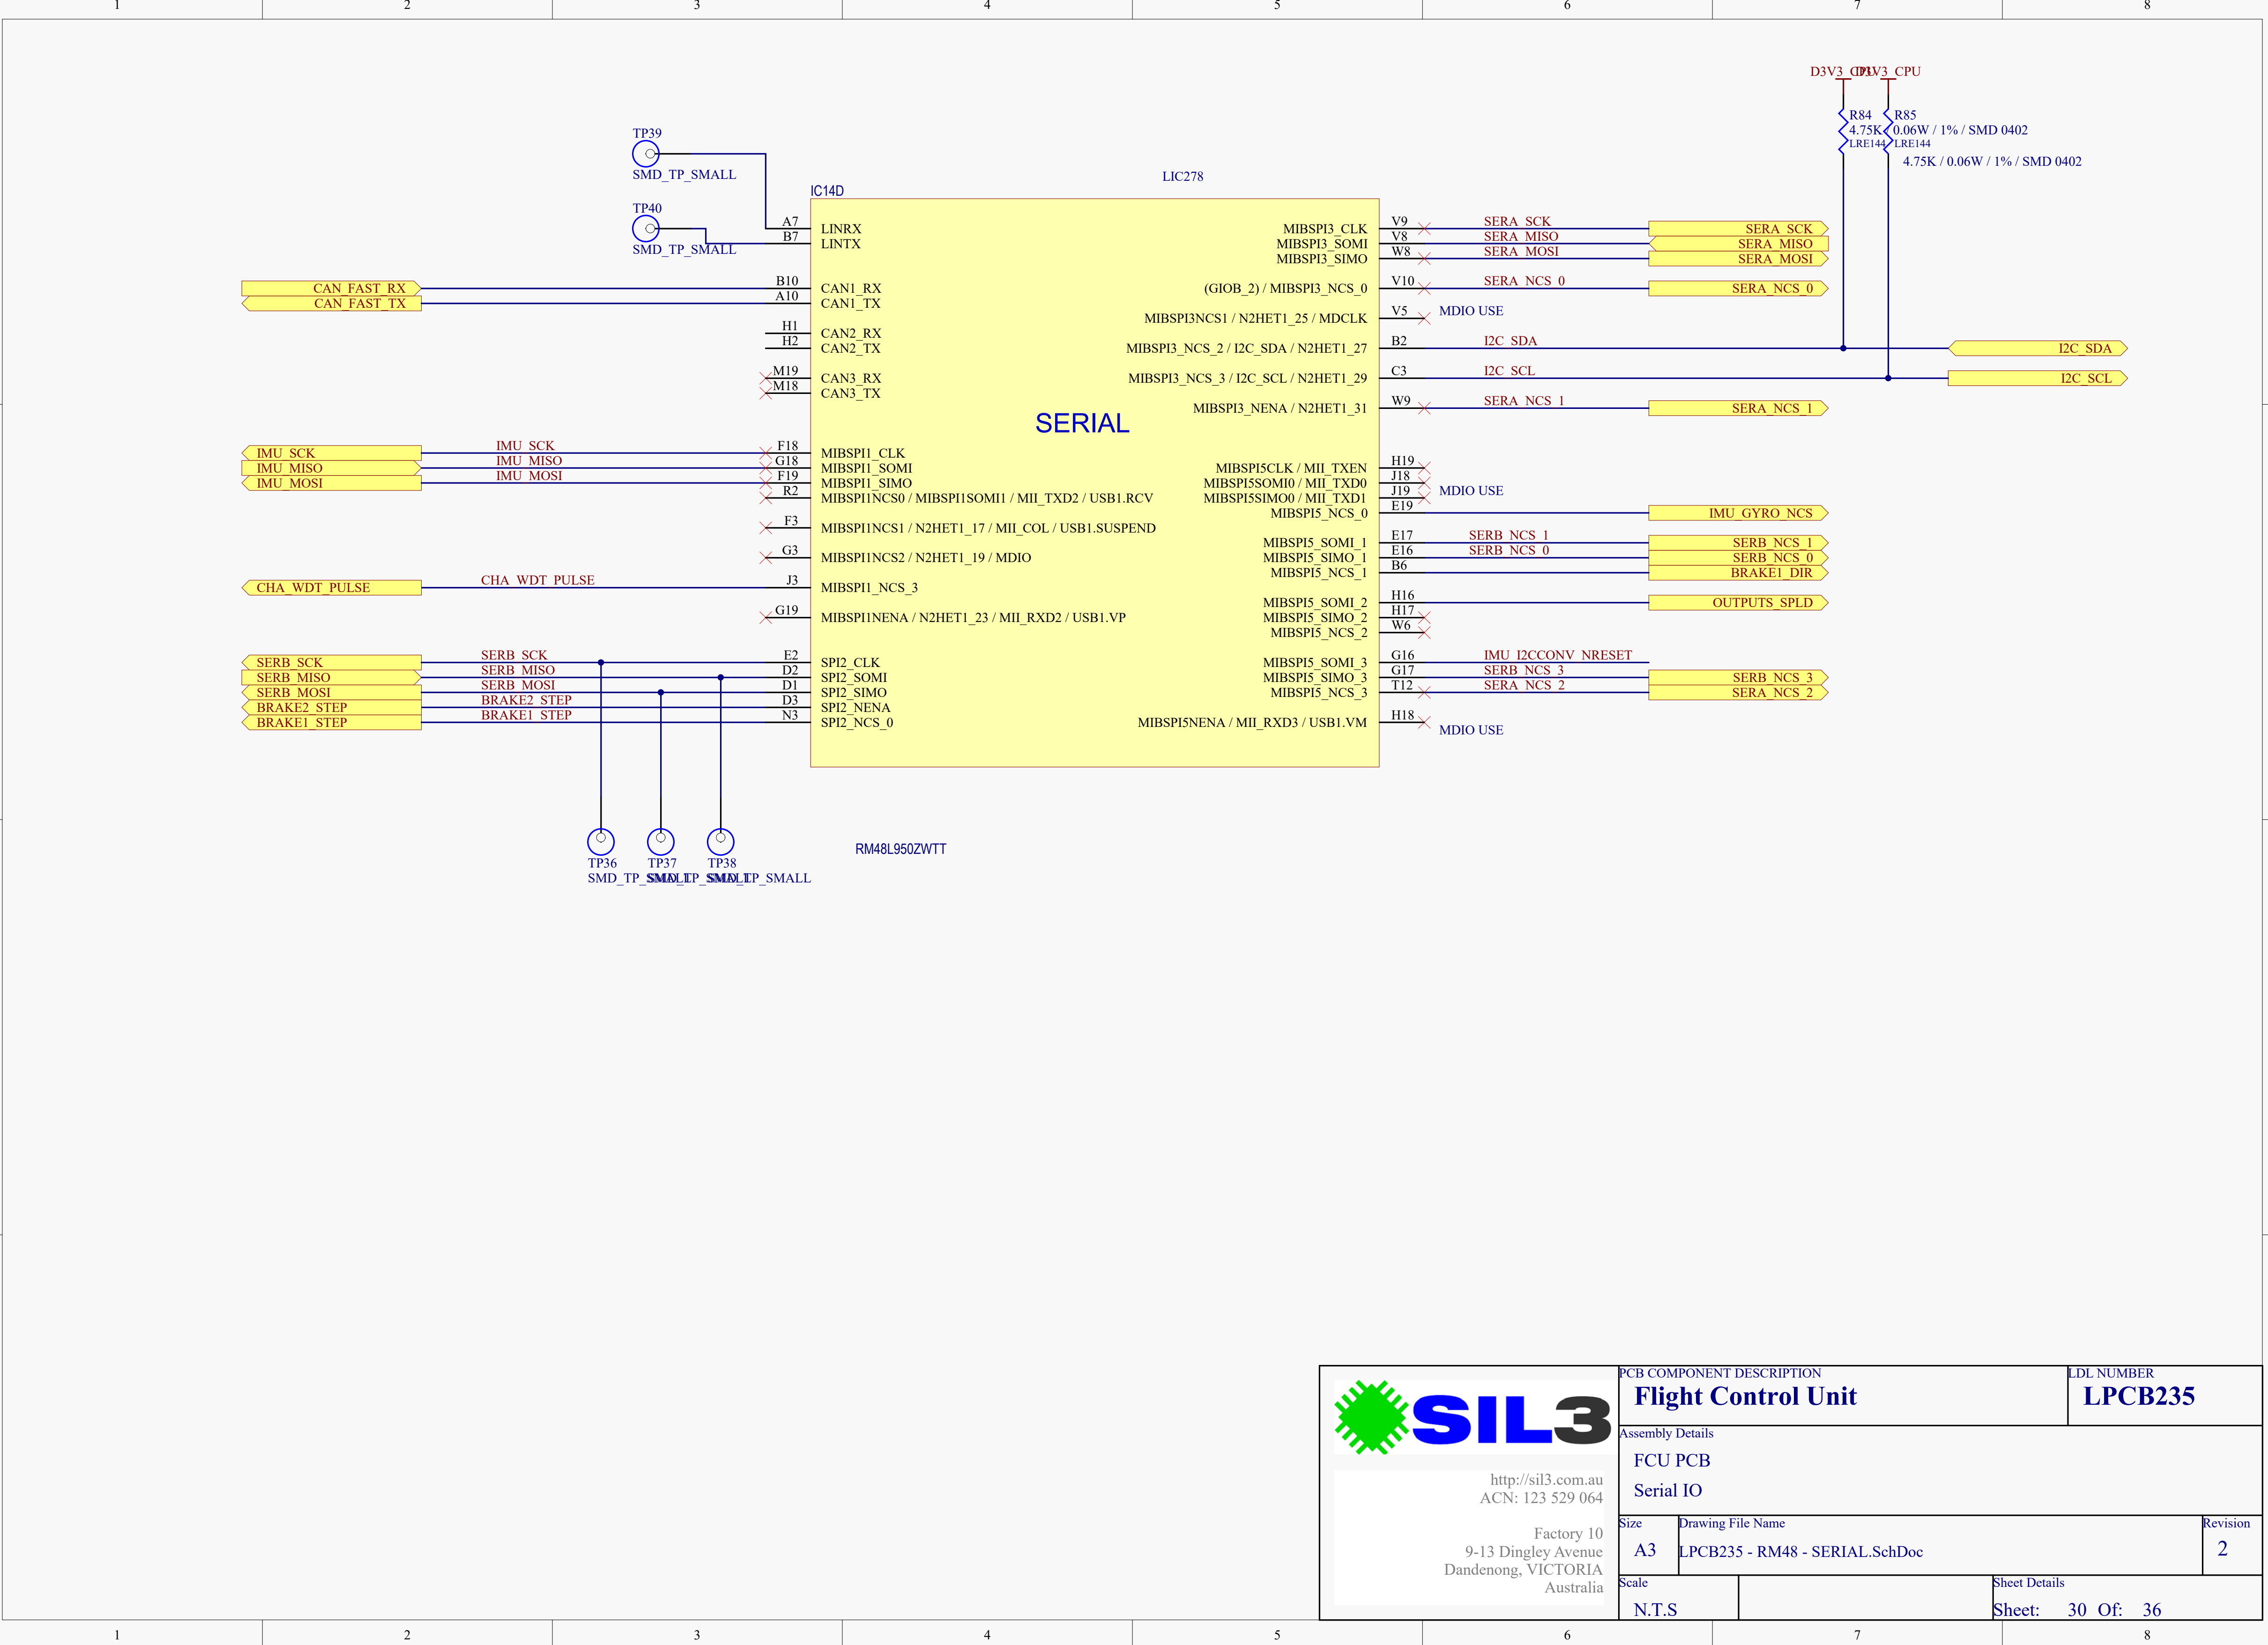 1 2 3 4 5 6 7 8
D3V3_CPU D3V3_CPU
R84 R85
4.75K / 0.06W / 1% / SMD 0402
LRE144 LRE144
4.75K / 0.06W / 1% / SMD 0402
TP39
SMD_TP_SMALL
TP40
SMD_TP_SMALL
LIC278
IC14D
A7 LINRX
B7 LINTX
CAN_FAST_RX B10 CAN1_RX
CAN_FAST_TX A10 CAN1_TX
H1 CAN2_RX
H2 CAN2_TX
M19 CAN3_RX
M18 CAN3_TX
SERIAL
IMU_SCK IMU_SCK F18 MIBSPI1_CLK
IMU_MISO IMU_MISO G18 MIBSPI1_SOMI
IMU_MOSI IMU_MOSI F19 MIBSPI1_SIMO
R2 MIBSPI1NCS0 / MIBSPI1SOMI1 / MII_TXD2 / USB1.RCV
F3 MIBSPI1NCS1 / N2HET1_17 / MII_COL / USB1.SUSPEND
G3 MIBSPI1NCS2 / N2HET1_19 / MDIO
CHA_WDT_PULSE CHA_WDT_PULSE J3 MIBSPI1_NCS_3
G19 MIBSPI1NENA / N2HET1_23 / MII_RXD2 / USB1.VP
SERB_SCK SERB_SCK E2 SPI2_CLK
SERB_MISO SERB_MISO D2 SPI2_SOMI
SERB_MOSI SERB_MOSI D1 SPI2_SIMO
BRAKE2_STEP BRAKE2_STEP D3 SPI2_NENA
BRAKE1_STEP BRAKE1_STEP N3 SPI2_NCS_0
MIBSPI3_CLK V9 SERA_SCK SERA_SCK
MIBSPI3_SOMI V8 SERA_MISO SERA_MISO
MIBSPI3_SIMO W8 SERA_MOSI SERA_MOSI
(GIOB_2) / MIBSPI3_NCS_0 V10 SERA_NCS_0 SERA_NCS_0
MIBSPI3NCS1 / N2HET1_25 / MDCLK V5 MDIO USE
MIBSPI3_NCS_2 / I2C_SDA / N2HET1_27 B2 I2C_SDA I2C_SDA
MIBSPI3_NCS_3 / I2C_SCL / N2HET1_29 C3 I2C_SCL I2C_SCL
MIBSPI3_NENA / N2HET1_31 W9 SERA_NCS_1 SERA_NCS_1
MIBSPI5CLK / MII_TXEN H19
MIBSPI5SOMI0 / MII_TXD0 J18
MIBSPI5SIMO0 / MII_TXD1 J19 MDIO USE
MIBSPI5_NCS_0 E19 IMU_GYRO_NCS
MIBSPI5_SOMI_1 E17 SERB_NCS_1 SERB_NCS_1
MIBSPI5_SIMO_1 E16 SERB_NCS_0 SERB_NCS_0
MIBSPI5_NCS_1 B6 BRAKE1_DIR
MIBSPI5_SOMI_2 H16 OUTPUTS_SPLD
MIBSPI5_SIMO_2 H17
MIBSPI5_NCS_2 W6
MIBSPI5_SOMI_3 G16 IMU_I2CCONV_NRESET
MIBSPI5_SIMO_3 G17 SERB_NCS_3 SERB_NCS_3
MIBSPI5_NCS_3 T12 SERA_NCS_2 SERA_NCS_2
MIBSPI5NENA / MII_RXD3 / USB1.VM H18 MDIO USE
RM48L950ZWTT
TP36 TP37 TP38
SMD_TP_SMALL SMD_TP_SMALL SMD_TP_SMALL
SIL3
http://sil3.com.au
ACN: 123 529 064
Factory 10
9-13 Dingley Avenue
Dandenong, VICTORIA
Australia
PCB COMPONENT DESCRIPTION
Flight Control Unit
LDL NUMBER
LPCB235
Assembly Details
FCU PCB
Serial IO
Size
A3
Drawing File Name
LPCB235 - RM48 - SERIAL.SchDoc
Revision
2
Scale
N.T.S
Sheet Details
Sheet: 30 Of: 36
1 2 3 4 5 6 7 8